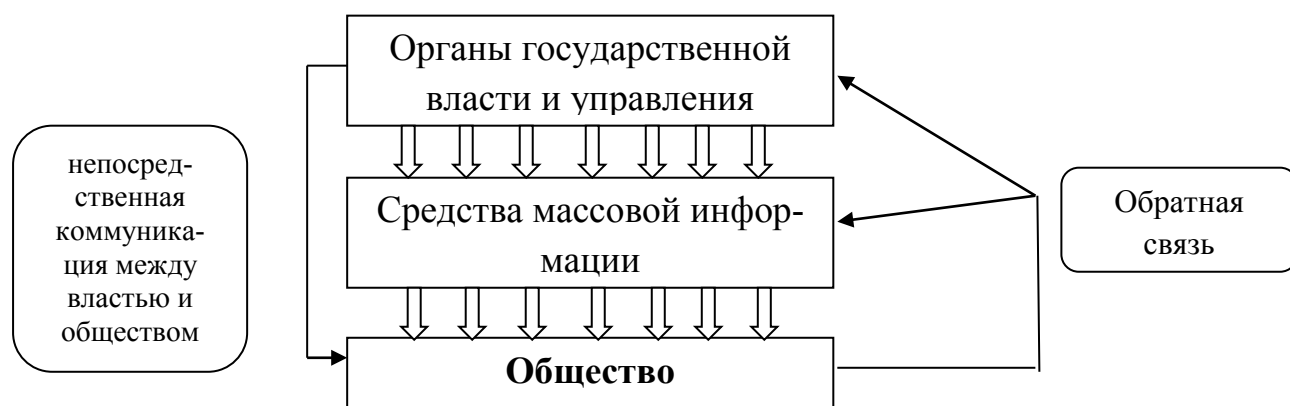 Органы государственной
власти и управления
непосред-
ственная
коммуника-
ция между
властью и
обществом
Средства массовой инфор-
мации
Обратная
связь
Общество